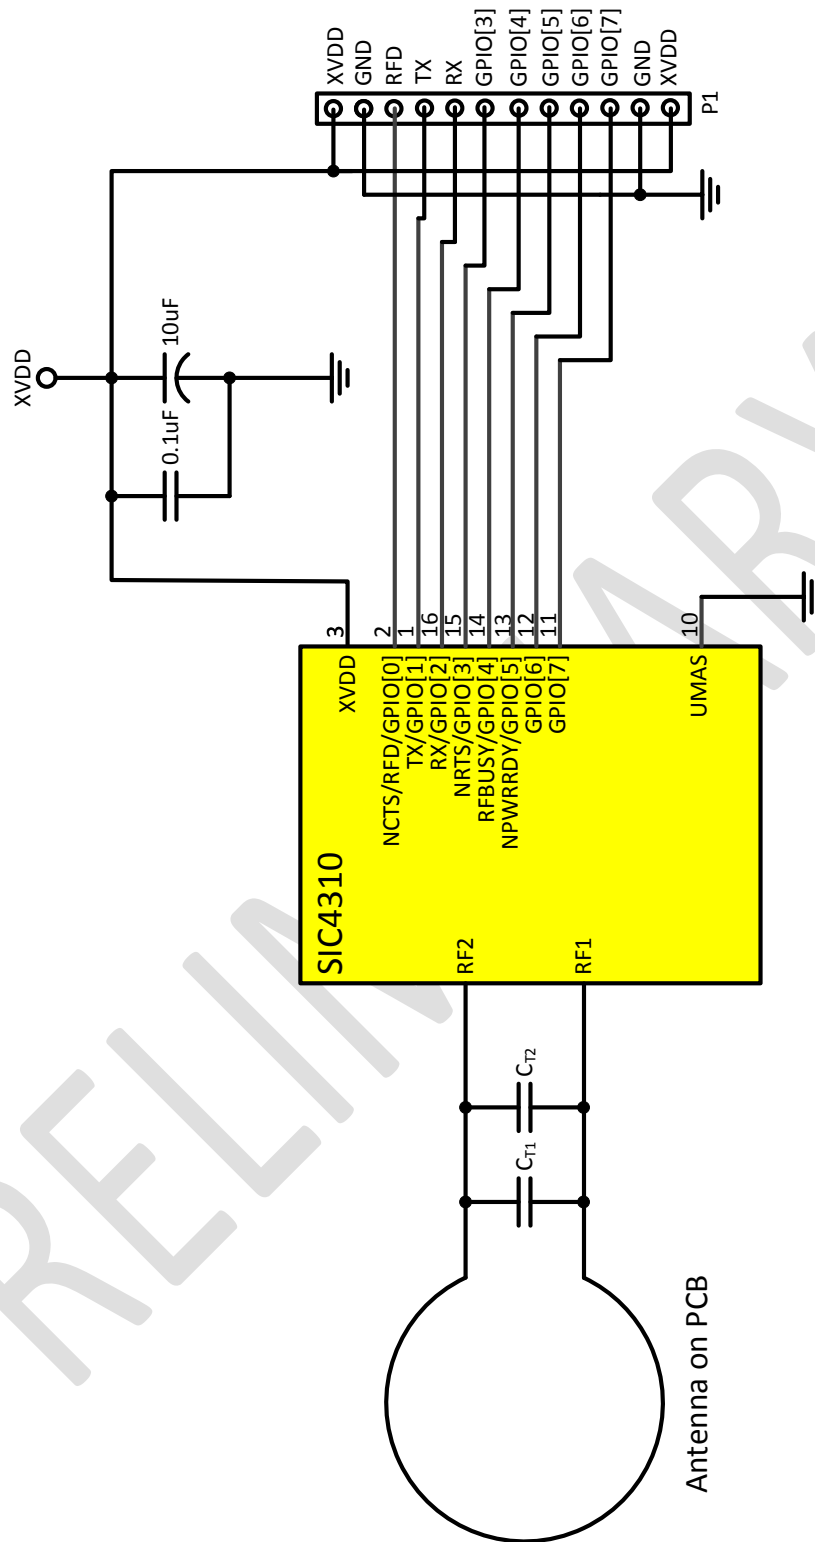 XVDD
0.1uF
10uF
XVDD
GND
RFD
TX
RX
GPIO[3]
GPIO[4]
GPIO[5]
GPIO[6]
GPIO[7]
GND
XVDD
P1
SIC4310
XVDD
3
NCTS/RFD/GPIO[0]
2
TX/GPIO[1]
1
RX/GPIO[2]
16
NRTS/GPIO[3]
15
RFBUSY/GPIO[4]
14
NPWRRDY/GPIO[5]
13
GPIO[6]
12
GPIO[7]
11
UMAS
10
RF2
RF1
CT1
CT2
Antenna on PCB